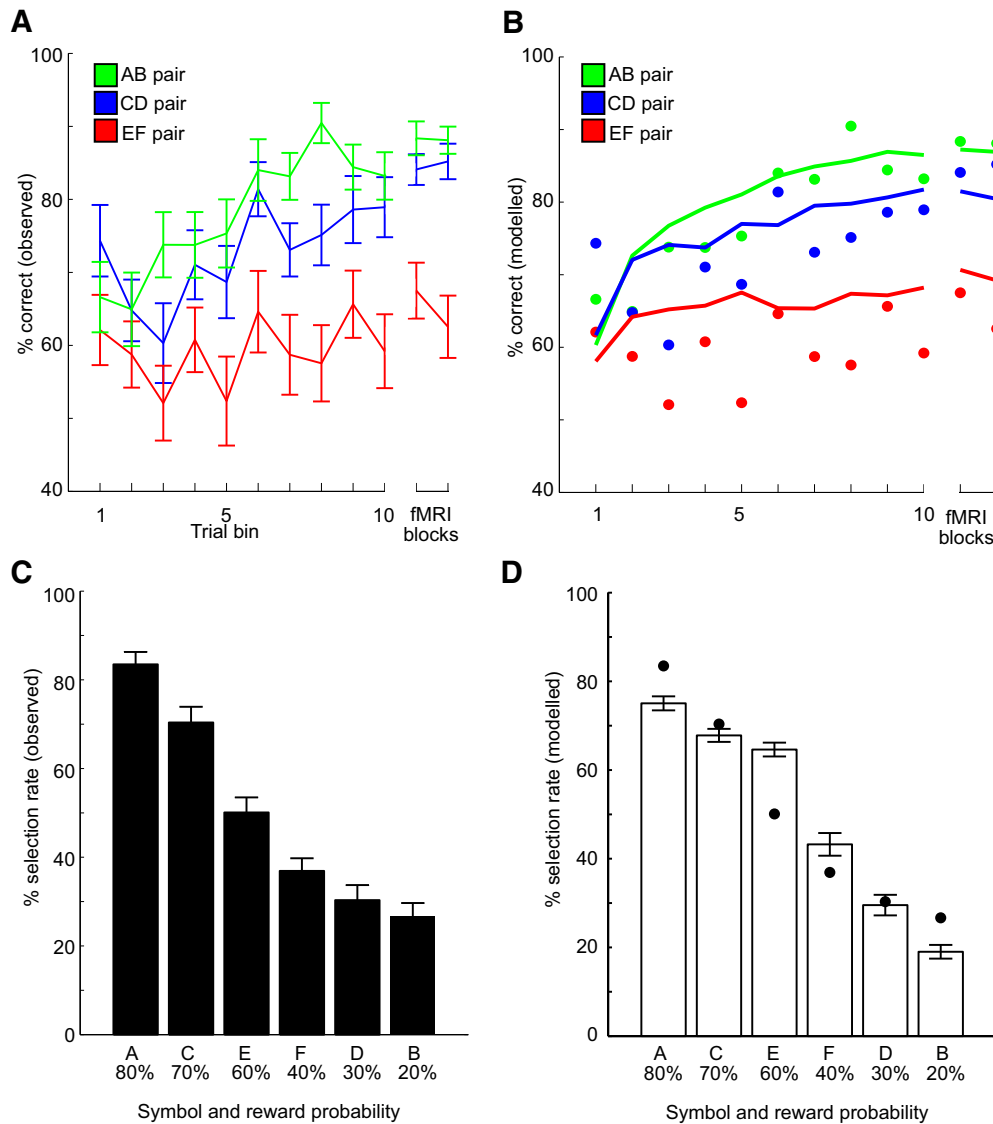 A
% correct (observed)
100
80
60
40
AB pair
CD pair
EF pair
1
5
10
Trial bin
fMRI
blocks
B
% correct (modelled)
100
80
60
40
AB pair
CD pair
EF pair
1
5
10
fMRI
blocks
C
% selection rate (observed)
100
80
60
40
20
0
A C E F D B
80% 70% 60% 40% 30% 20%
Symbol and reward probability
D
% selection rate (modelled)
100
80
60
40
20
0
A C E F D B
80% 70% 60% 40% 30% 20%
Symbol and reward probability